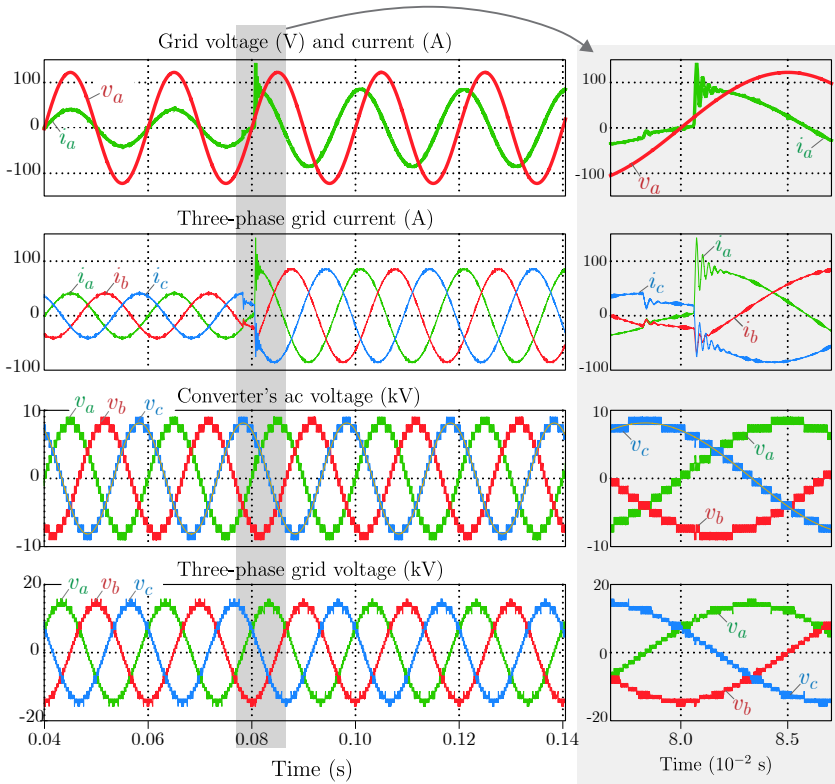 Grid voltage (V) and current (A)
100
0
-100
v_a
i_a
100
0
-100
i_a
v_a
Three-phase grid current (A)
100
0
-100
i_a i_b i_c
100
0
-100
i_a
i_c
i_b
Converter's ac voltage (kV)
10
0
-10
v_a v_b v_c
10
0
-10
v_c
v_a
v_b
Three-phase grid voltage (kV)
20
0
-20
v_a v_b v_c
20
0
-20
v_a
v_c
v_b
0.04 0.06 0.08 0.10 0.12 0.14
Time (s)
8.0 8.5
Time (10⁻² s)